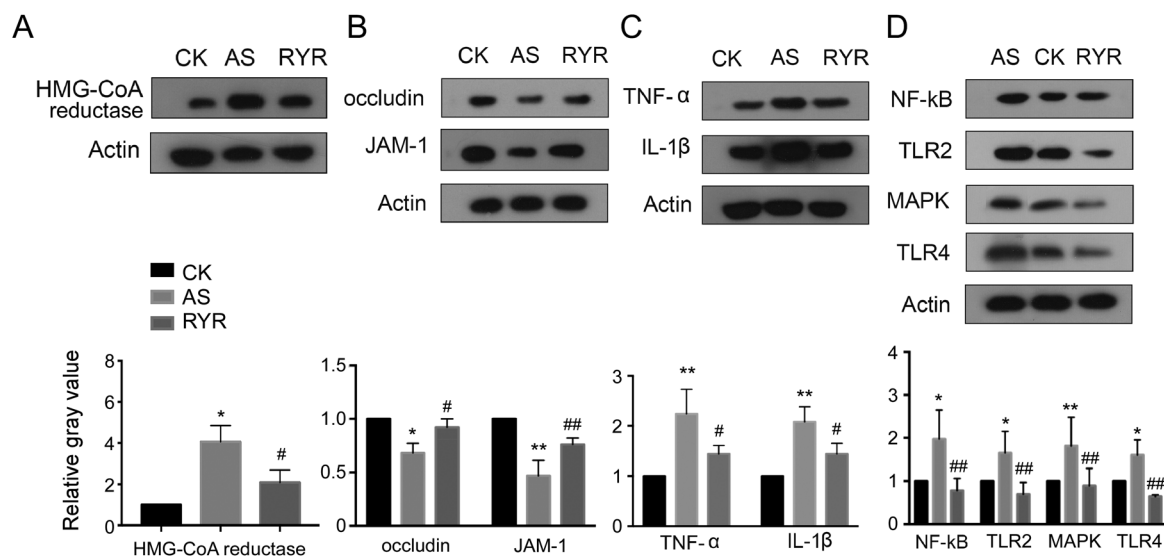 A
CK AS RYR
HMG-CoA
reductase
Actin
B
CK AS RYR
occludin
JAM-1
Actin
C
CK AS RYR
TNF- α
IL-1β
Actin
D
AS CK RYR
NF-kB
TLR2
MAPK
TLR4
Actin
CK
AS
RYR
Relative gray value
8
6
4
2
0
*
#
HMG-CoA reductase
1.5
1.0
0.5
0
* # ** ##
occludin JAM-1
4
3
2
1
0
** # ** #
TNF- α IL-1β
4
2
1
0
* ## * ## ** ## * ##
NF-kB TLR2 MAPK TLR4